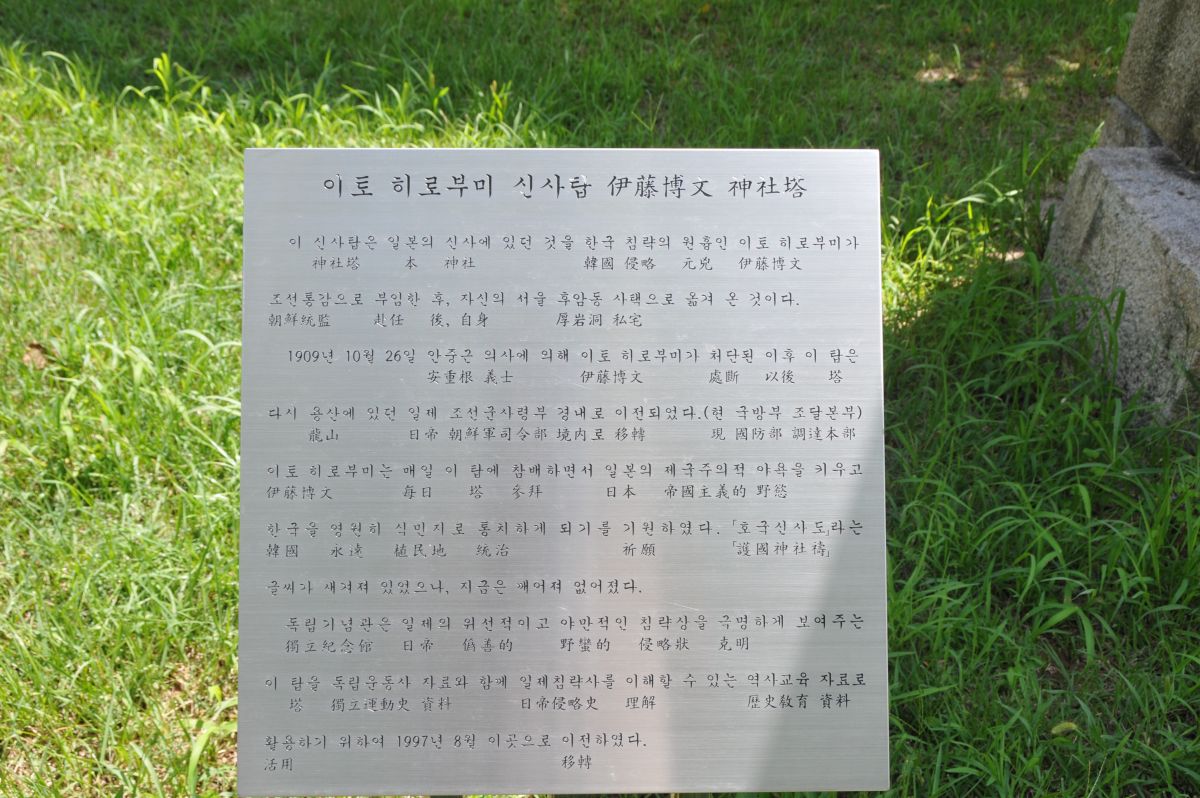 이토 히로부미 신사탑 伊藤博文 神社塔
이 신사탑은 일본의 신사에 있던 것을 한국 침략의 원흉인 이토 히로부미가
神社塔 本 神社 韓國 侵略 元兇 伊藤博文
조선통감으로 부임한 후, 자신의 서울 후암동 사택으로 옮겨 온 것이다.
朝鮮統監 赴任 後, 自身 厚岩洞 私宅
1909년 10월 26일 안중근 의사에 의해 이토 히로부미가 처단된 이후 이 탑은
安重根 義士 伊藤博文 處斷 以後 塔
다시 용산에 있던 일제 조선군사령부 경내로 이전되었다.(현 국방부 조달본부)
龍山 日帝 朝鮮軍司令部 境內로 移轉 現 國防部 調達本部
이토 히로부미는 매일 이 탑에 참배하면서 일본의 제국주의적 야욕을 키우고
伊藤博文 每日 塔 參拜 日本 帝國主義的 野慾
한국을 영원히 식민지로 통치하게 되기를 기원하였다. 「호국신사도」라는
韓國 永遠 植民地 統治 祈願 「護國神社禱」
글씨가 새겨져 있었으나, 지금은 깨어져 없어졌다.
독립기념관은 일제의 위선적이고 야만적인 침략상을 극명하게 보여주는
獨立紀念館 日帝 僞善的 野蠻的 侵略狀 克明
이 탑을 독립운동사 자료와 함께 일제침략사를 이해할 수 있는 역사교육 자료로
塔 獨立運動史 資料 日帝侵略史 理解 歷史敎育 資料
활용하기 위하여 1997년 8월 이곳으로 이전하였다.
活用 移轉